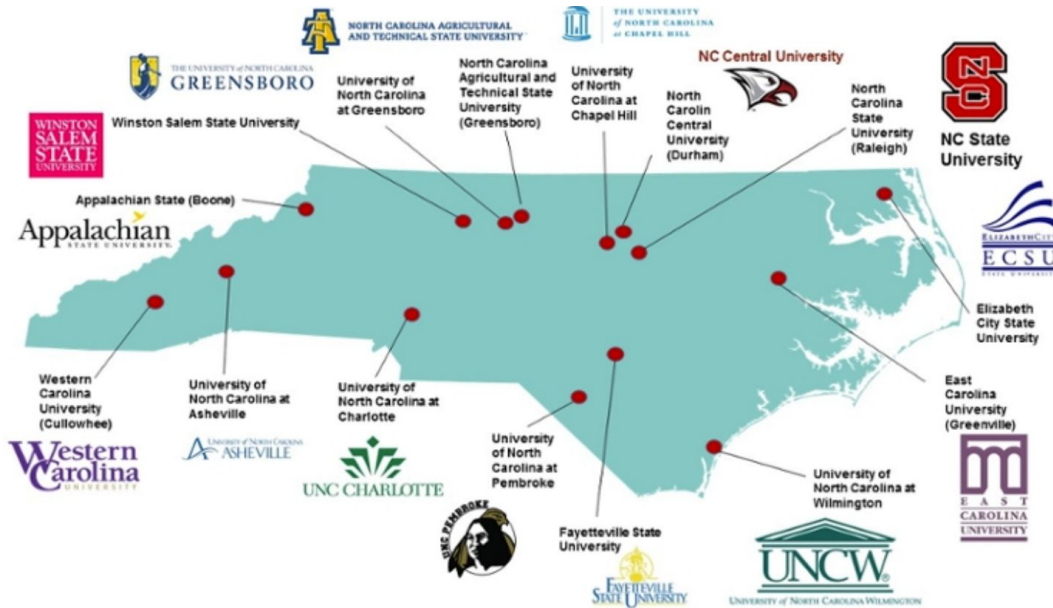 NORTH CAROLINA AGRICULTURAL
AND TECHNICAL STATE UNIVERSITY
THE UNIVERSITY
of NORTH CAROLINA
at CHAPEL HILL
THE UNIVERSITY of NORTH CAROLINA
GREENSBORO
University of
North Carolina
at Greensboro
North Carolina
Agricultural and
Technical State
University
(Greensboro)
University
of North
Carolina at
Chapel Hill
NC Central University
North
Carolin
Central
University
(Durham)
North
Carolina
State
University
(Raleigh)
NC STATE
NC State
University
WINSTON
SALEM
STATE
UNIVERSITY
Winston Salem State University
Appalachian State (Boone)
Appalachian
STATE UNIVERSITY.
ELIZABETH CITY
ECSU
STATE UNIVERSITY
Elizabeth
City State
University
Western
Carolina
University
(Cullowhee)
Western
Carolina
UNIVERSITY
University of
North Carolina at
Asheville
UNIVERSITY OF NORTH CAROLINA
ASHEVILLE
University of
North Carolina at
Charlotte
UNC CHARLOTTE
University
of North
Carolina at
Pembroke
UNC PEMBROKE
Fayetteville State
University
FAYETTEVILLE
STATE UNIVERSITY
University of
North Carolina at
Wilmington
UNCW
UNIVERSITY of NORTH CAROLINA WILMINGTON
East
Carolina
University
(Greenville)
EAST
CAROLINA
UNIVERSITY